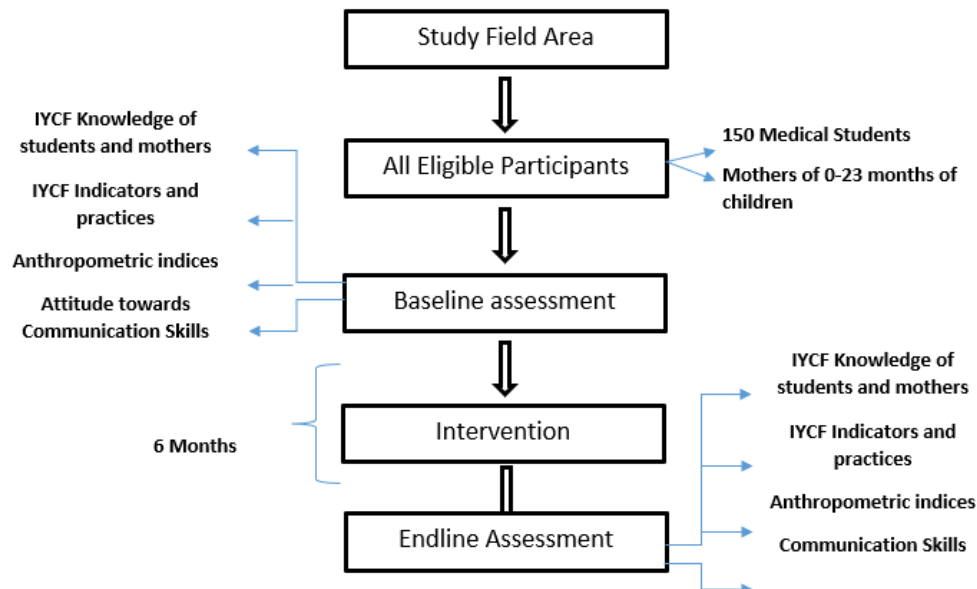 Study Field Area
IYCF Knowledge of
students and mothers
All Eligible Participants
150 Medical Students
Mothers of 0-23 months of
children
IYCF Indicators and
practices
Anthropometric indices
Attitude towards
Communication Skills
Baseline assessment
6 Months
Intervention
IYCF Knowledge of
students and mothers
IYCF Indicators and
practices
Anthropometric indices
Communication Skills
Endline Assessment